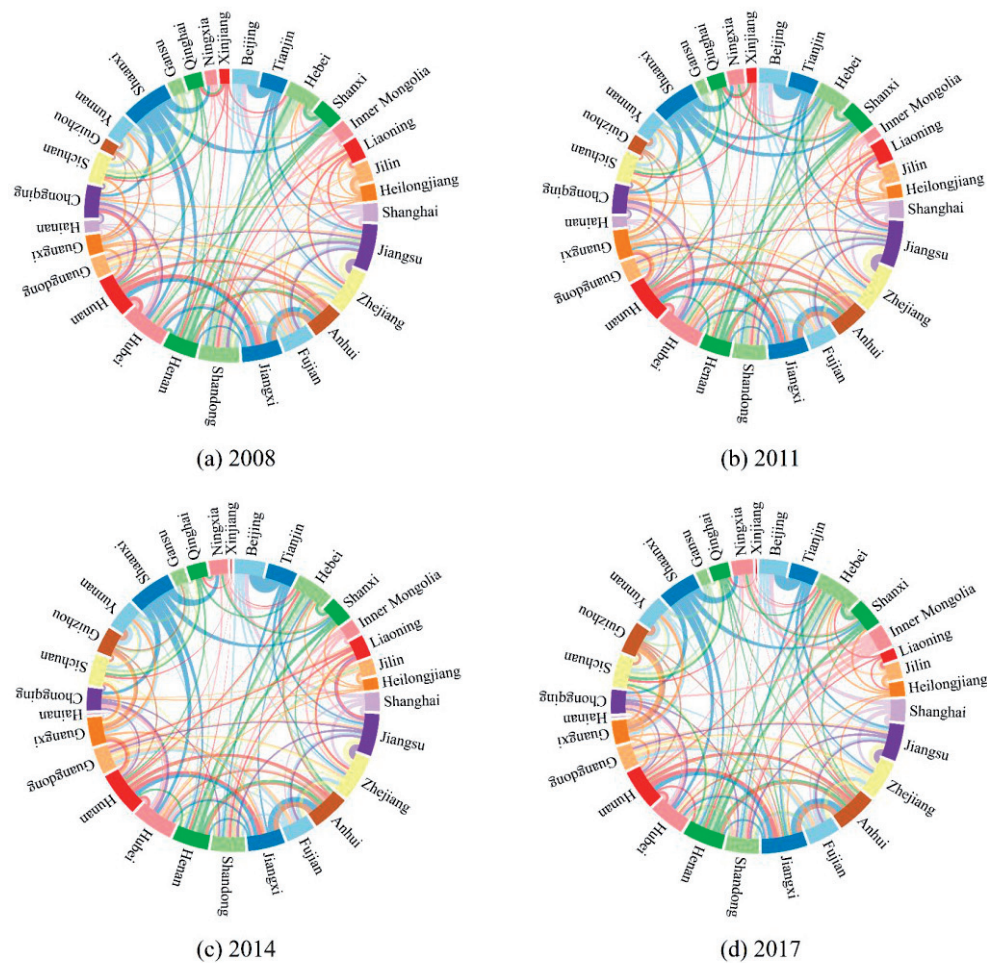 Beijing
Tianjin
Hebei
Shanxi
Inner Mongolia
Liaoning
Jilin
Heilongjiang
Shanghai
Jiangsu
Zhejiang
Anhui
Fujian
Jiangxi
Shandong
Henan
Hubei
Hunan
Guangdong
Guangxi
Hainan
Chongqing
Sichuan
Guizhou
Yunnan
Shaanxi
Gansu
Qinghai
Ningxia
Xinjiang
(a) 2008
Beijing
Tianjin
Hebei
Shanxi
Inner Mongolia
Liaoning
Jilin
Heilongjiang
Shanghai
Jiangsu
Zhejiang
Anhui
Fujian
Jiangxi
Shandong
Henan
Hubei
Hunan
Guangdong
Guangxi
Hainan
Chongqing
Sichuan
Guizhou
Yunnan
Shaanxi
Gansu
Qinghai
Ningxia
Xinjiang
(b) 2011
Beijing
Tianjin
Hebei
Shanxi
Inner Mongolia
Liaoning
Jilin
Heilongjiang
Shanghai
Jiangsu
Zhejiang
Anhui
Fujian
Jiangxi
Shandong
Henan
Hubei
Hunan
Guangdong
Guangxi
Hainan
Chongqing
Sichuan
Guizhou
Yunnan
Shaanxi
Gansu
Qinghai
Ningxia
Xinjiang
(c) 2014
Beijing
Tianjin
Hebei
Shanxi
Inner Mongolia
Liaoning
Jilin
Heilongjiang
Shanghai
Jiangsu
Zhejiang
Anhui
Fujian
Jiangxi
Shandong
Henan
Hubei
Hunan
Guangdong
Guangxi
Hainan
Chongqing
Sichuan
Guizhou
Yunnan
Shaanxi
Gansu
Qinghai
Ningxia
Xinjiang
(d) 2017